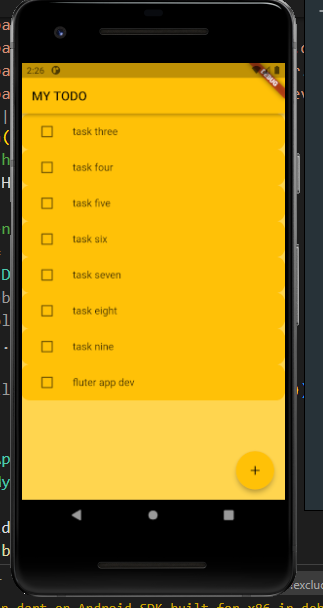 2:26
DEBUG
MY TODO
task three
task four
task five
task six
task seven
task eight
task nine
fluter app dev
+